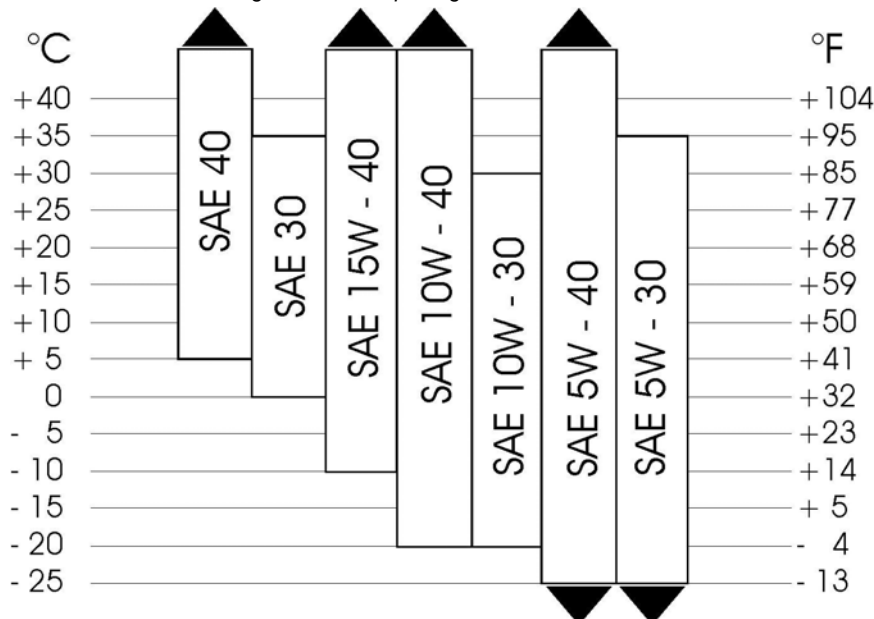 °C °F
+40 +104
+35 +95
+30 +85
+25 +77
+20 +68
+15 +59
+10 +50
+ 5 +41
0 +32
- 5 +23
- 10 +14
- 15 + 5
- 20 - 4
- 25 - 13
SAE 40
SAE 30
SAE 15W - 40
SAE 10W - 40
SAE 10W - 30
SAE 5W - 40
SAE 5W - 30